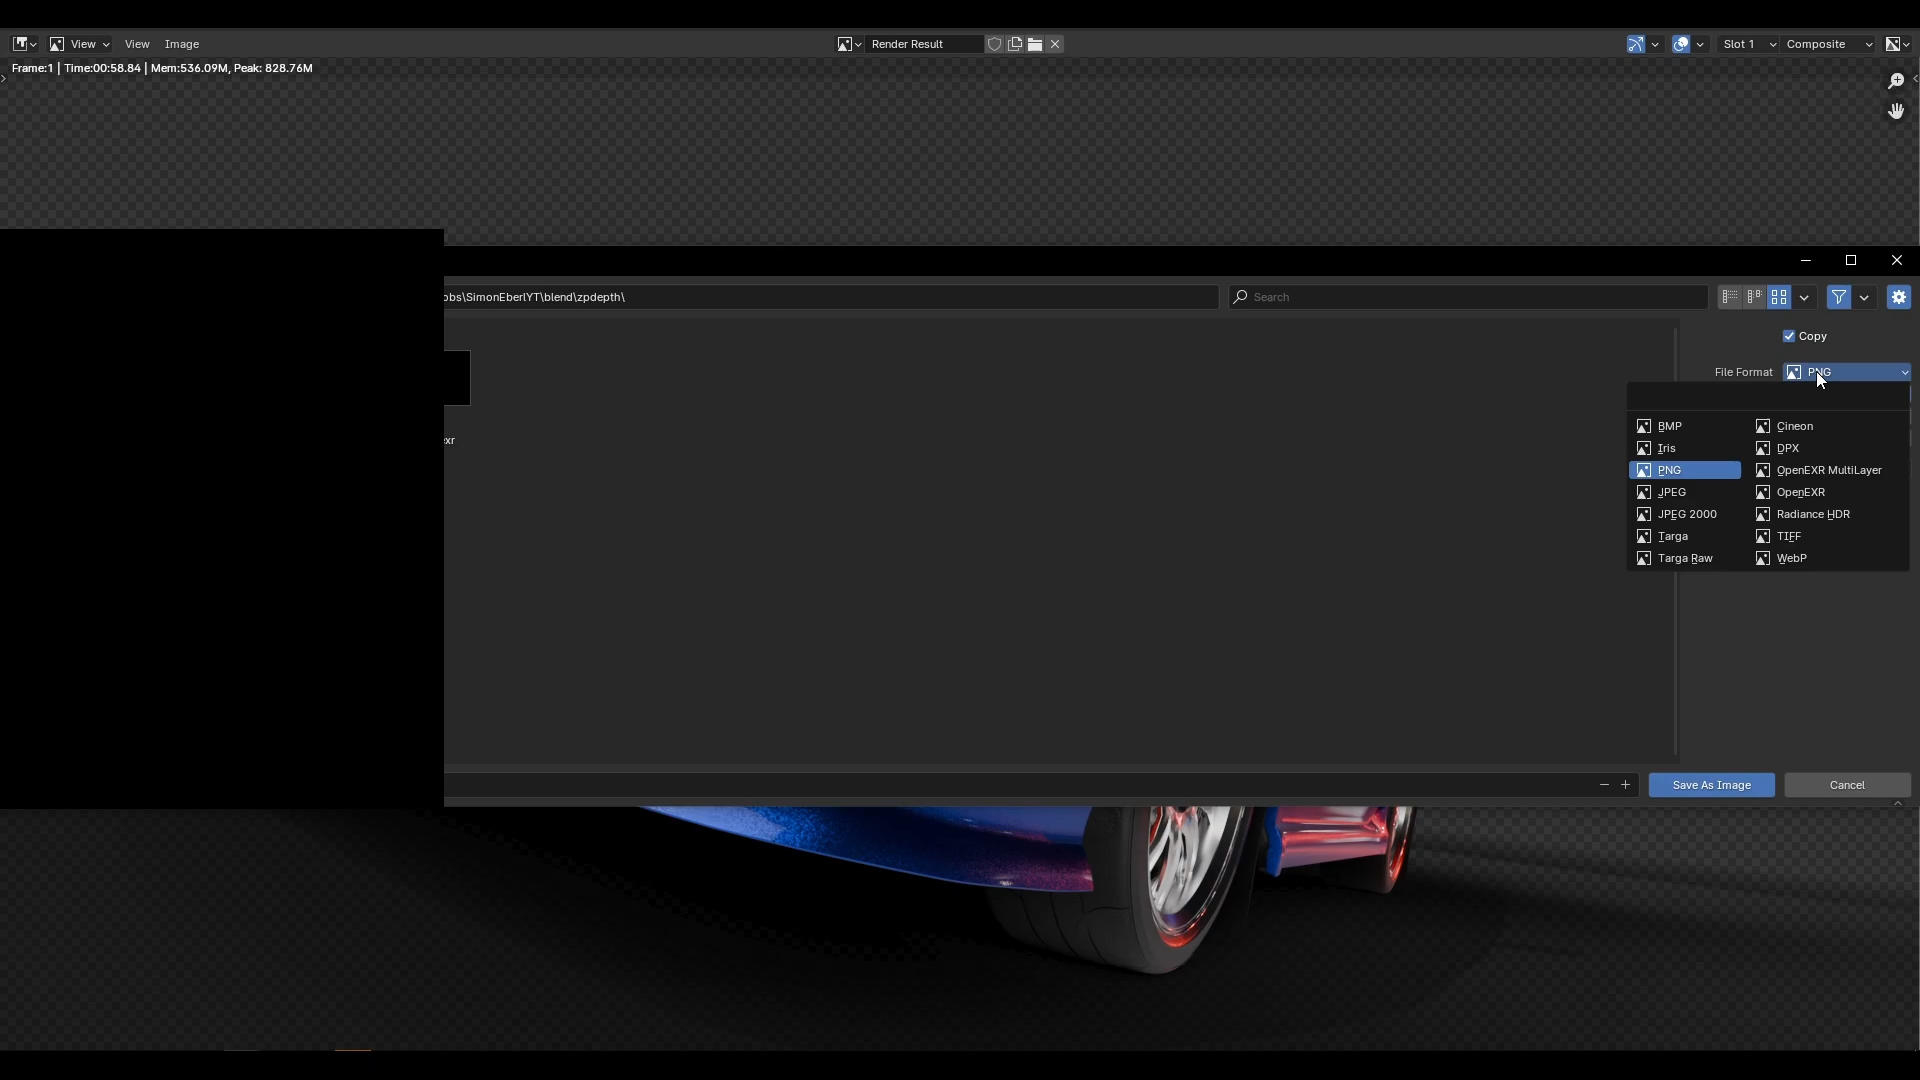 View View Image Render Result Slot 1 Composite
Frame:1 | Time:00:58.84 | Mem:536.09M, Peak: 828.76M
obs\SimonEberlYT\blend\zpdepth\ Search
Copy
File Format PNG
BMP Cineon
xr
Iris DPX
PNG OpenEXR MultiLayer
JPEG OpenEXR
JPEG 2000 Radiance HDR
Targa TIFF
Targa Raw WebP
Save As Image Cancel